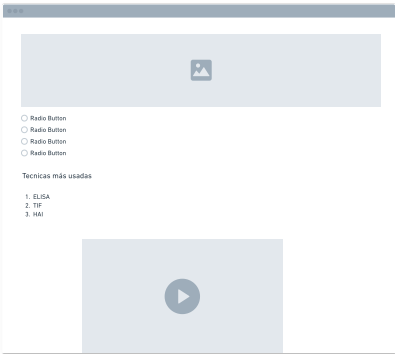 Radio Button
Radio Button
Radio Button
Radio Button
Tecnicas más usadas
1. ELISA
2. TIF
3. HAI